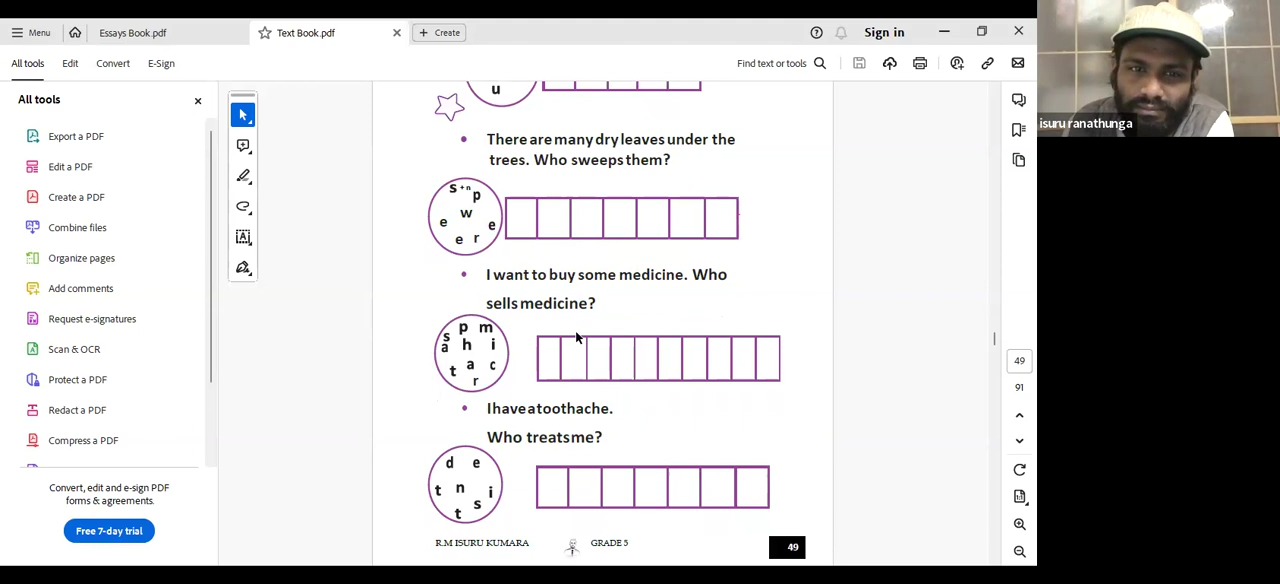 Menu
Essays Book.pdf
Text Book.pdf
Create
Sign in
All tools
Edit
Convert
E-Sign
Find text or tools
isuru ranathunga
All tools
Export a PDF
Edit a PDF
Create a PDF
Combine files
Organize pages
Add comments
Request e-signatures
Scan & OCR
Protect a PDF
Redact a PDF
Compress a PDF
Convert, edit and e-sign PDF
forms & agreements.
Free 7-day trial
u
• There are many dry leaves under the
trees. Who sweeps them?
s +n p
w
e e
e r
• I want to buy some medicine. Who
sells medicine?
s p m
a h i
t a c
r
• Ihaveatoothache.
Who treatsme?
d e
t n i
s
t
R.M ISURU KUMARA GRADE 5 49
49
91